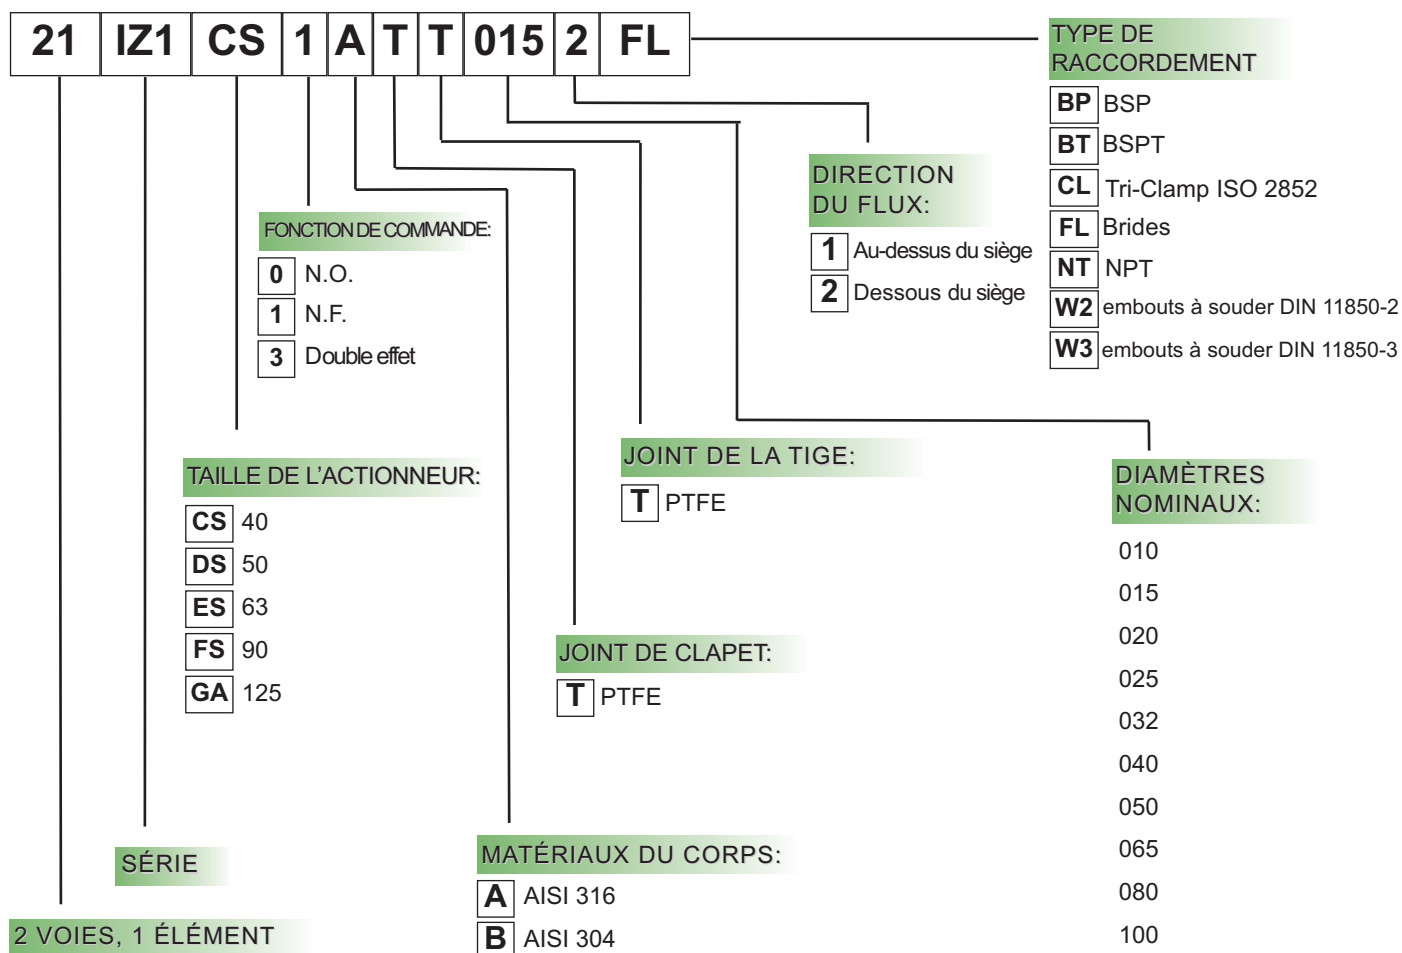 21 IZ1 CS 1 A T T 015 2 FL
TYPE DE
RACCORDEMENT
BP BSP
BT BSPT
CL Tri-Clamp ISO 2852
FL Brides
NT NPT
W2 embouts à souder DIN 11850-2
W3 embouts à souder DIN 11850-3
DIRECTION
DU FLUX:
1 Au-dessus du siège
2 Dessous du siège
FONCTION DE COMMANDE:
0 N.O.
1 N.F.
3 Double effet
TAILLE DE L'ACTIONNEUR:
CS 40
DS 50
ES 63
FS 90
GA 125
JOINT DE LA TIGE:
T PTFE
DIAMÈTRES
NOMINAUX:
010
015
020
025
032
040
050
065
080
100
JOINT DE CLAPET:
T PTFE
MATÉRIAUX DU CORPS:
A AISI 316
B AISI 304
SÉRIE
2 VOIES, 1 ÉLÉMENT